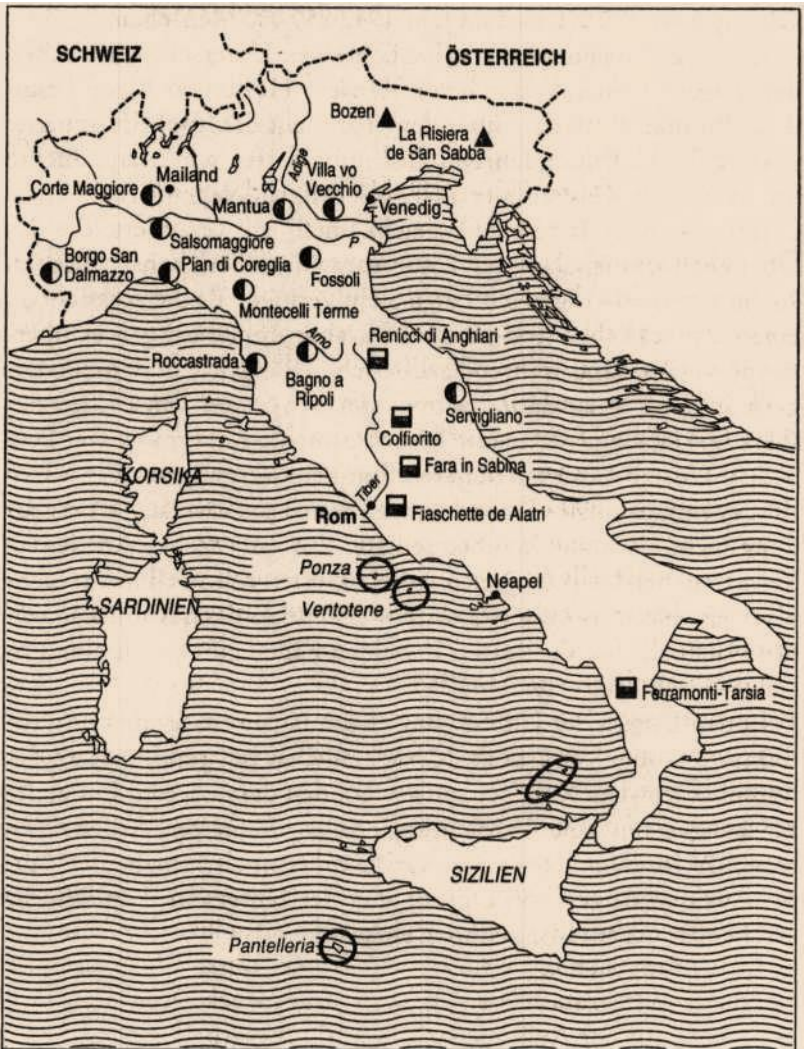 SCHWEIZ
ÖSTERREICH
Bozen
La Risiera
de San Sabba
Adige
Mailand
Villa vo
Vecchio
Corte Maggiore
Mantua
Venedig
Salsomaggiore
P
Borgo San
Dalmazzo
Plan di Coreglia
Fossoli
Montecelli Terme
Renicci di Anghiari
Arno
Roccastrada
Bagno a
Ripoli
Servigliano
Colfiorito
KORSIKA
Fara in Sabina
Tiber
Rom
Fiaschette de Alatri
Ponza
Neapel
SARDINIEN
Ventotene
Ferramonti-Tarsia
SIZILIEN
Pantelleria